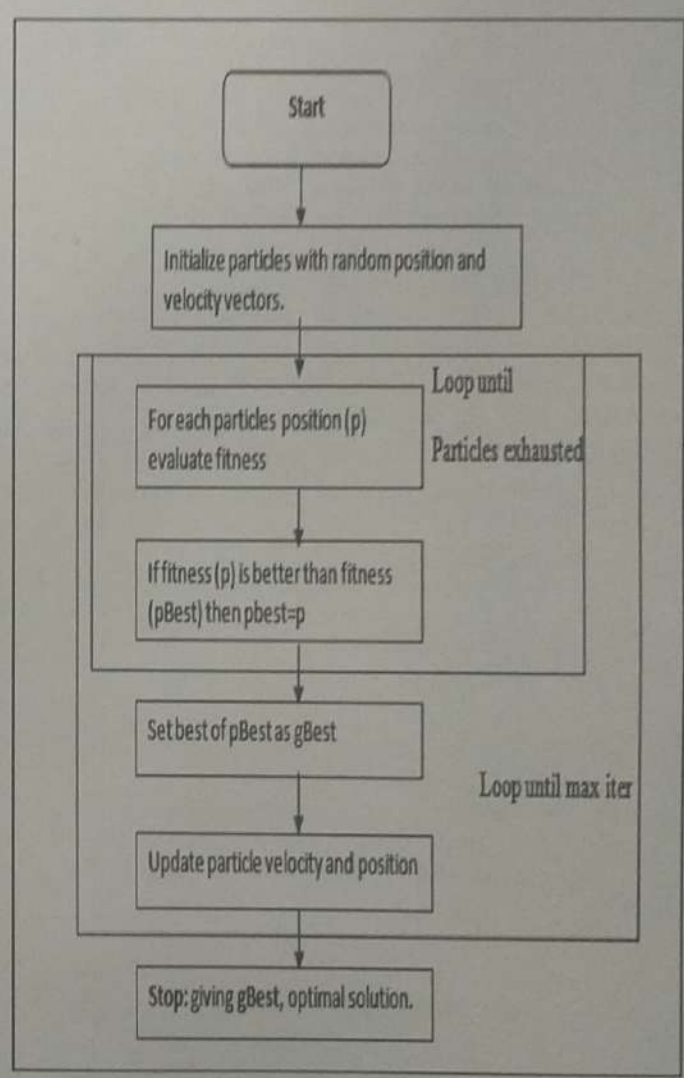 Start
Initialize particles with random position and
velocity vectors.
Loop until
For each particles position (p)
evaluate fitness
Particles exhausted
If fitness (p) is better than fitness
(pBest) then pbest=p
Set best of pBest as gBest
Loop until max iter
Update particle velocity and position
Stop: giving gBest, optimal solution.